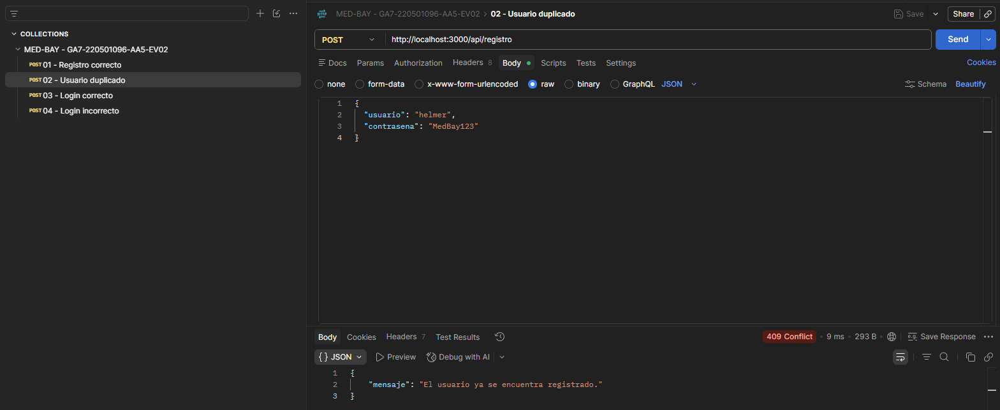 COLLECTIONS
MED-BAY - GA7-220501096-AA5-EV02
POST 01 - Registro correcto
POST 02 - Usuario duplicado
POST 03 - Login correcto
POST 04 - Login incorrecto
HTTP MED-BAY - GA7-220501096-AA5-EV02 > 02 - Usuario duplicado Save Share
POST http://localhost:3000/api/registro Send
Docs Params Authorization Headers 8 Body Scripts Tests Settings Cookies
none form-data x-www-form-urlencoded raw binary GraphQL JSON Schema Beautify
1 {
2 "usuario": "helmer",
3 "contrasena": "MedBay123"
4 }
Body Cookies Headers 7 Test Results 409 Conflict 9 ms 293 B e.g. Save Response
{} JSON Preview Debug with AI
1 {
2 "mensaje": "El usuario ya se encuentra registrado."
3 }